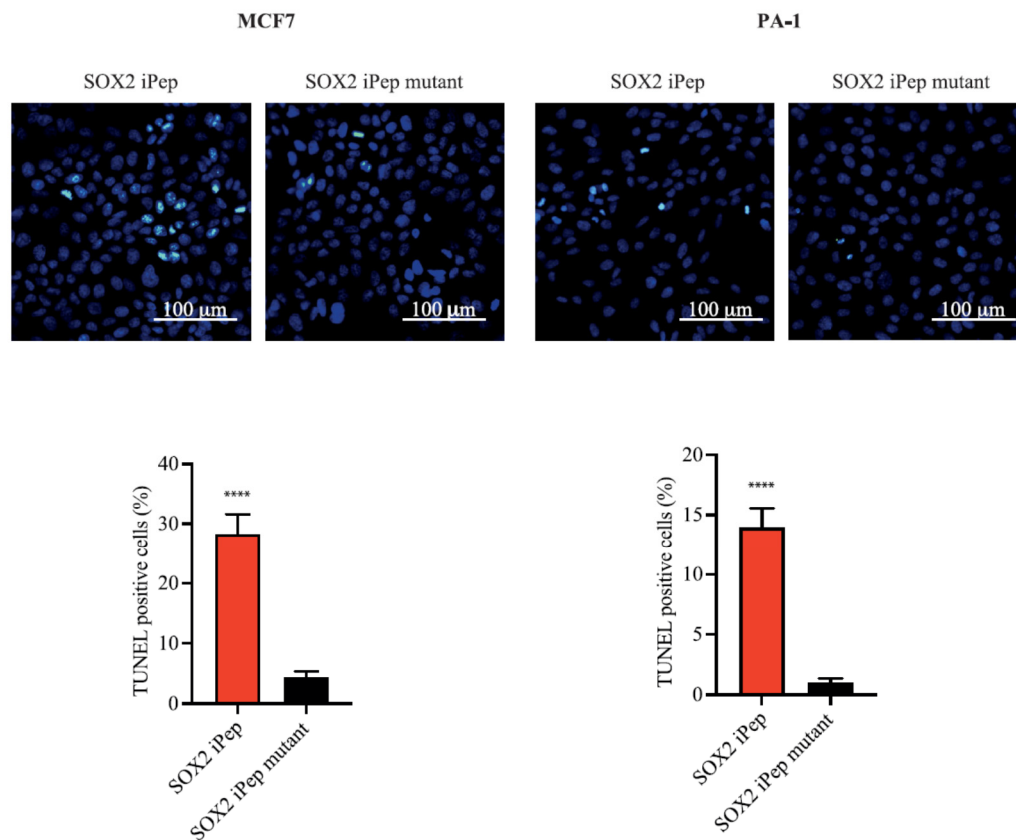 MCF7
PA-1
SOX2 iPep
SOX2 iPep mutant
SOX2 iPep
SOX2 iPep mutant
100 μm
100 μm
100 μm
100 μm
TUNEL positive cells (%)
40
30
20
10
0
****
SOX2 iPep
SOX2 iPep mutant
TUNEL positive cells (%)
20
15
10
5
0
****
SOX2 iPep
SOX2 iPep mutant